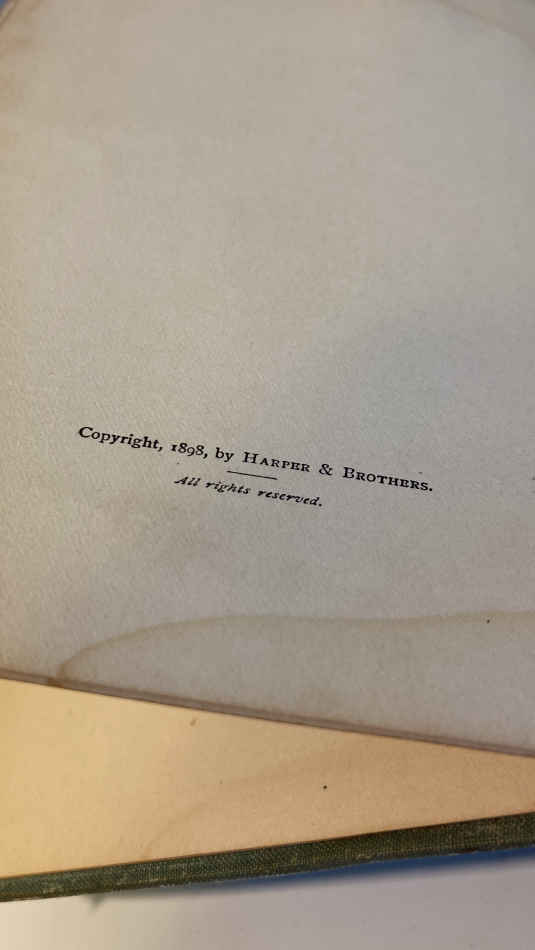 Copyright, 1898, by HARPER & BROTHERS.
All rights reserved.